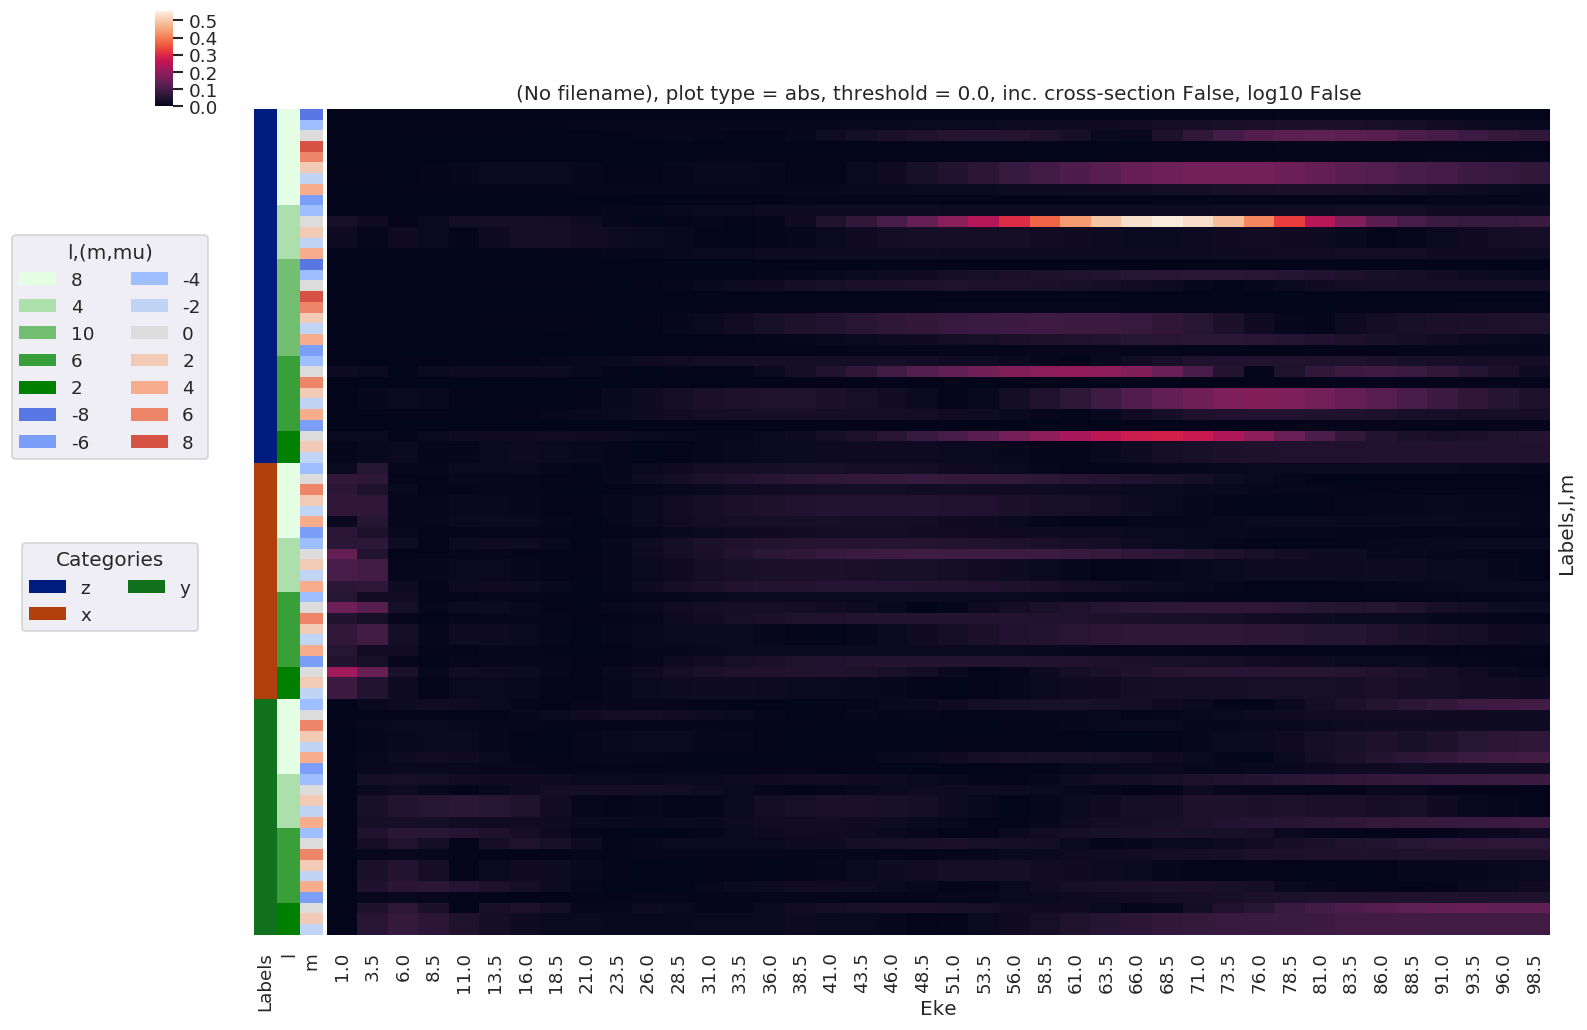 0.5
0.4
0.3
0.2
0.1
0.0
(No filename), plot type = abs, threshold = 0.0, inc. cross-section False, log10 False
l,(m,mu)
8 -4
4 -2
10 0
6 2
2 4
-8 6
-6 8
Categories
z y
x
Labels,l,m
Labels l m
1.0 3.5 6.0 8.5 11.0 13.5 16.0 18.5 21.0 23.5 26.0 28.5 31.0 33.5 36.0 38.5 41.0 43.5 46.0 48.5 51.0 53.5 56.0 58.5 61.0 63.5 66.0 68.5 71.0 73.5 76.0 78.5 81.0 83.5 86.0 88.5 91.0 93.5 96.0 98.5
Eke